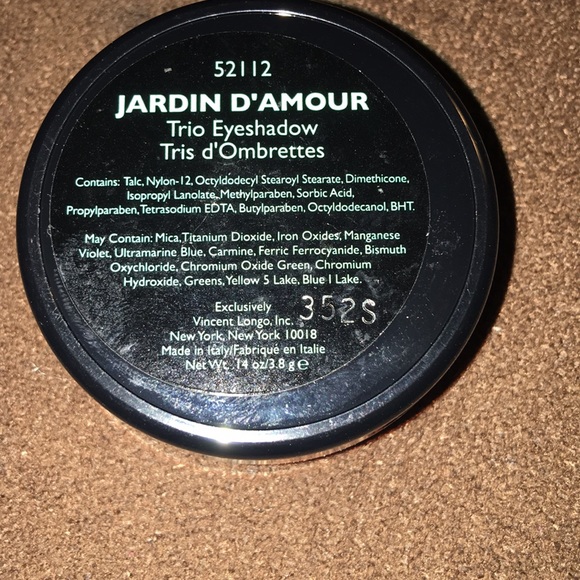 52112
JARDIN D'AMOUR
Trio Eyeshadow
Tris d'Ombrettes
Contains: Talc, Nylon-12, Octyldodecyl Stearoyl Stearate, Dimethicone,
Isopropyl Lanolate, Methylparaben, Sorbic Acid,
Propylparaben, Tetrasodium EDTA, Butylparaben, Octyldodecanol, BHT.
May Contain: Mica, Titanium Dioxide, Iron Oxides, Manganese
Violet, Ultramarine Blue, Carmine, Ferric Ferrocyanide, Bismuth
Oxychloride, Chromium Oxide Green, Chromium
Hydroxide, Greens, Yellow 5 Lake, Blue 1 Lake.
Exclusively
Vincent Longo, Inc.
352S
New York, New York 10018
Made in Italy/Fabriqué en Italie
Net Wt. .14 oz/3.8 g ℮